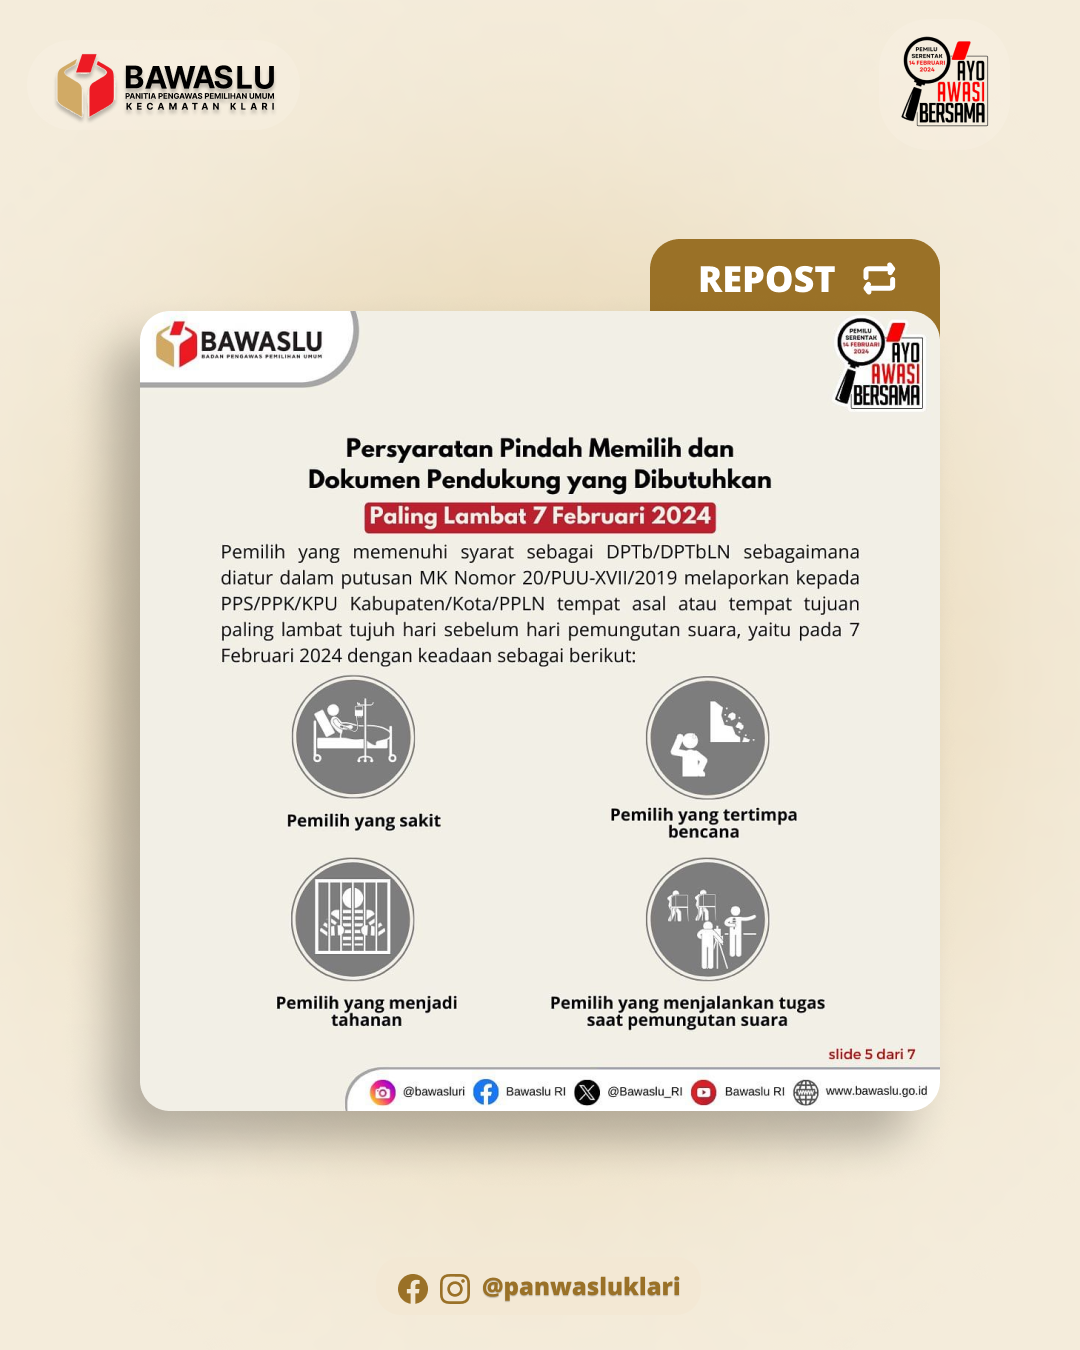 BAWASLU
PANITIA PENGAWAS PEMILIHAN UMUM
KECAMATAN KLARI
PEMILU
SERENTAK
14 FEBRUARI
2024
AYO
AWASI
BERSAMA
REPOST
BAWASLU
BADAN PENGAWAS PEMILIHAN UMUM
PEMILU
SERENTAK
14 FEBRUARI
2024
AYO
AWASI
BERSAMA
Persyaratan Pindah Memilih dan
Dokumen Pendukung yang Dibutuhkan
Paling Lambat 7 Februari 2024
Pemilih yang memenuhi syarat sebagai DPTb/DPTbLN sebagaimana
diatur dalam putusan MK Nomor 20/PUU-XVII/2019 melaporkan kepada
PPS/PPK/KPU Kabupaten/Kota/PPLN tempat asal atau tempat tujuan
paling lambat tujuh hari sebelum hari pemungutan suara, yaitu pada 7
Februari 2024 dengan keadaan sebagai berikut:
Pemilih yang sakit
Pemilih yang tertimpa
bencana
Pemilih yang menjadi
tahanan
Pemilih yang menjalankan tugas
saat pemungutan suara
slide 5 dari 7
@bawasluri
Bawaslu RI
@Bawaslu_RI
Bawaslu RI
www
www.bawaslu.go.id
@panwasluklari